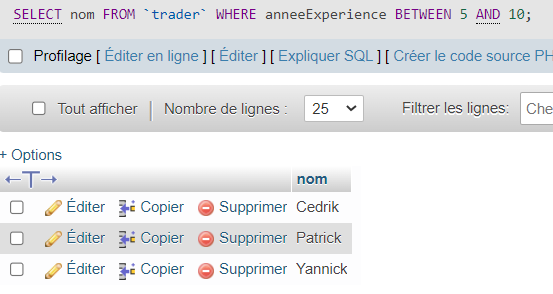 SELECT nom FROM `trader` WHERE anneeExperience BETWEEN 5 AND 10;
Profilage [ Éditer en ligne ] [ Éditer ] [ Expliquer SQL ] [ Créer le code source PH
Tout afficher | Nombre de lignes : 25 Filtrer les lignes: Che
+ Options
←T→ nom
Éditer Copier Supprimer Cedrik
Éditer Copier Supprimer Patrick
Éditer Copier Supprimer Yannick